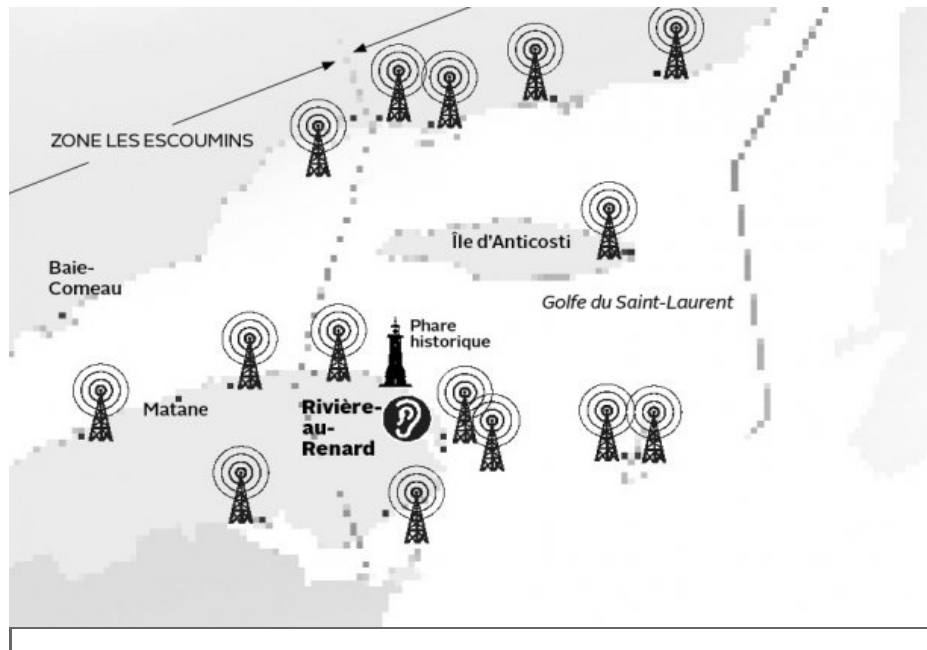 ZONE LES ESCOUMINS
Île d'Anticosti
Baie-
Comeau
Golfe du Saint-Laurent
Phare
historique
Matane
Rivière-
au-
Renard